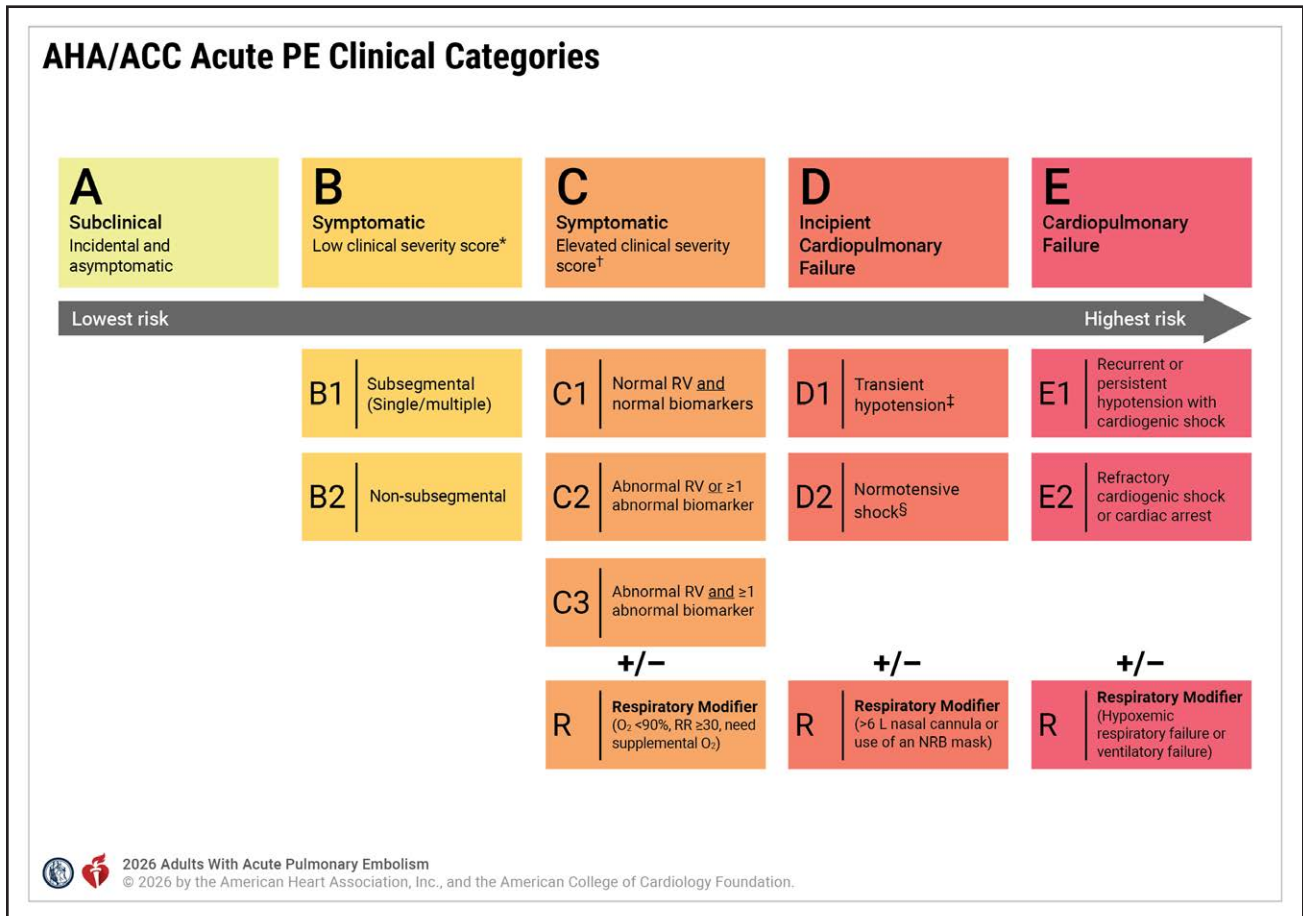 AHA/ACC Acute PE Clinical Categories
A
Subclinical
Incidental and
asymptomatic
B
Symptomatic
Low clinical severity score*
C
Symptomatic
Elevated clinical severity
score†
D
Incipient
Cardiopulmonary
Failure
E
Cardiopulmonary
Failure
Lowest risk
Highest risk
B1
Subsegmental
(Single/multiple)
C1
Normal RV and
normal biomarkers
D1
Transient
hypotension‡
E1
Recurrent or
persistent
hypotension with
cardiogenic shock
B2
Non-subsegmental
C2
Abnormal RV or ≥1
abnormal biomarker
D2
Normotensive
shock§
E2
Refractory
cardiogenic shock
or cardiac arrest
C3
Abnormal RV and ≥1
abnormal biomarker
+/−
+/−
+/−
R
Respiratory Modifier
(O₂ <90%, RR ≥30, need
supplemental O₂)
R
Respiratory Modifier
(>6 L nasal cannula or
use of an NRB mask)
R
Respiratory Modifier
(Hypoxemic
respiratory failure or
ventilatory failure)
2026 Adults With Acute Pulmonary Embolism
© 2026 by the American Heart Association, Inc., and the American College of Cardiology Foundation.